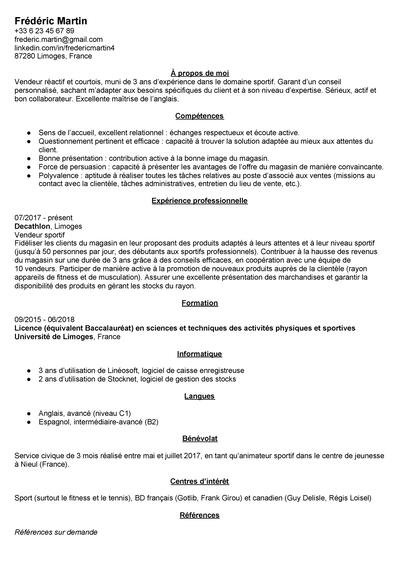 Frédéric Martin
+33 6 23 45 67 89
frederic.martin@gmail.com
linkedin.com/in/fredericmartin4
87280 Limoges, France
À propos de moi
Vendeur réactif et courtois, muni de 3 ans d'expérience dans le domaine sportif. Garant d'un conseil
personnalisé, sachant m'adapter aux besoins spécifiques du client et à son niveau d'expertise. Sérieux, actif et
bon collaborateur. Excellente maîtrise de l'anglais.
Compétences
● Sens de l'accueil, excellent relationnel : échanges respectueux et écoute active.
● Questionnement pertinent et efficace : capacité à trouver la solution adaptée au mieux aux attentes du
client.
● Bonne présentation : contribution active à la bonne image du magasin.
● Force de persuasion : capacité à présenter les avantages de l'offre du magasin de manière convaincante.
● Polyvalence : aptitude à réaliser toutes les tâches relatives au poste d'associé aux ventes (missions au
contact avec la clientèle, tâches administratives, entretien du lieu de vente, etc.).
Expérience professionnelle
07/2017 - présent
Decathlon, Limoges
Vendeur sportif
Fidéliser les clients du magasin en leur proposant des produits adaptés à leurs attentes et à leur niveau sportif
(jusqu'à 50 personnes par jour, des débutants aux sportifs professionnels). Contribuer à la hausse des revenus
du magasin sur une durée de 3 ans grâce à des conseils efficaces, en coopération avec une équipe de
10 vendeurs. Participer de manière active à la promotion de nouveaux produits auprès de la clientèle (rayon
appareils de fitness et de musculation). Assurer une excellente présentation des marchandises et garantir la
disponibilité des produits en gérant les stocks du rayon.
Formation
09/2015 - 06/2018
Licence (équivalent Baccalauréat) en sciences et techniques des activités physiques et sportives
Université de Limoges, France
Informatique
● 3 ans d'utilisation de Linéosoft, logiciel de caisse enregistreuse
● 2 ans d'utilisation de Stocknet, logiciel de gestion des stocks
Langues
● Anglais, avancé (niveau C1)
● Espagnol, intermédiaire-avancé (B2)
Bénévolat
Service civique de 3 mois réalisé entre mai et juillet 2017, en tant qu'animateur sportif dans le centre de jeunesse
à Nieul (France).
Centres d'intérêt
Sport (surtout le fitness et le tennis), BD français (Gotlib, Frank Girou) et canadien (Guy Delisle, Régis Loisel)
Références
Références sur demande